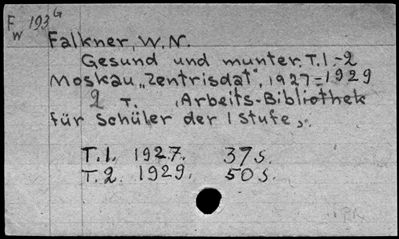 F 193 G
W
Falkner, W.N.
Gesund und munter. T.1.-2
Moskau, "Zentrisdat", 1927-1929
2 T. (Arbeits-Bibliothek
für Schüler der 1 Stufe).
T.1. 1927. 37 s.
T.2. 1929. 50 s.